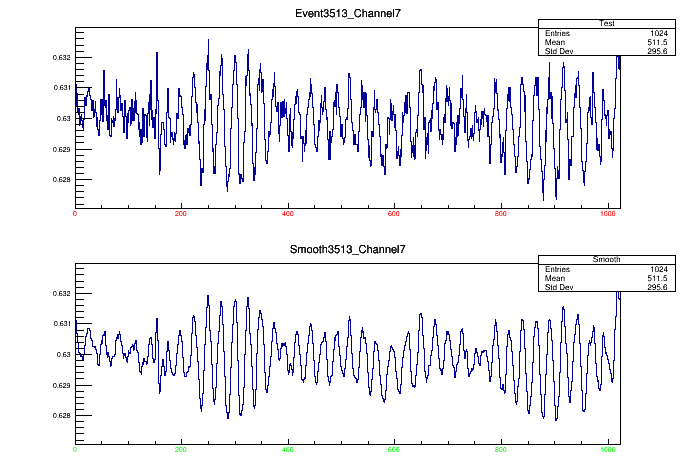 Event3513_Channel7
Test
Entries 1024
Mean 511.5
Std Dev 295.6
0.632
0.631
0.63
0.629
0.628
0 200 400 600 800 1000
Smooth3513_Channel7
Smooth
Entries 1024
Mean 511.5
Std Dev 295.6
0.632
0.631
0.63
0.629
0.628
0 200 400 600 800 1000